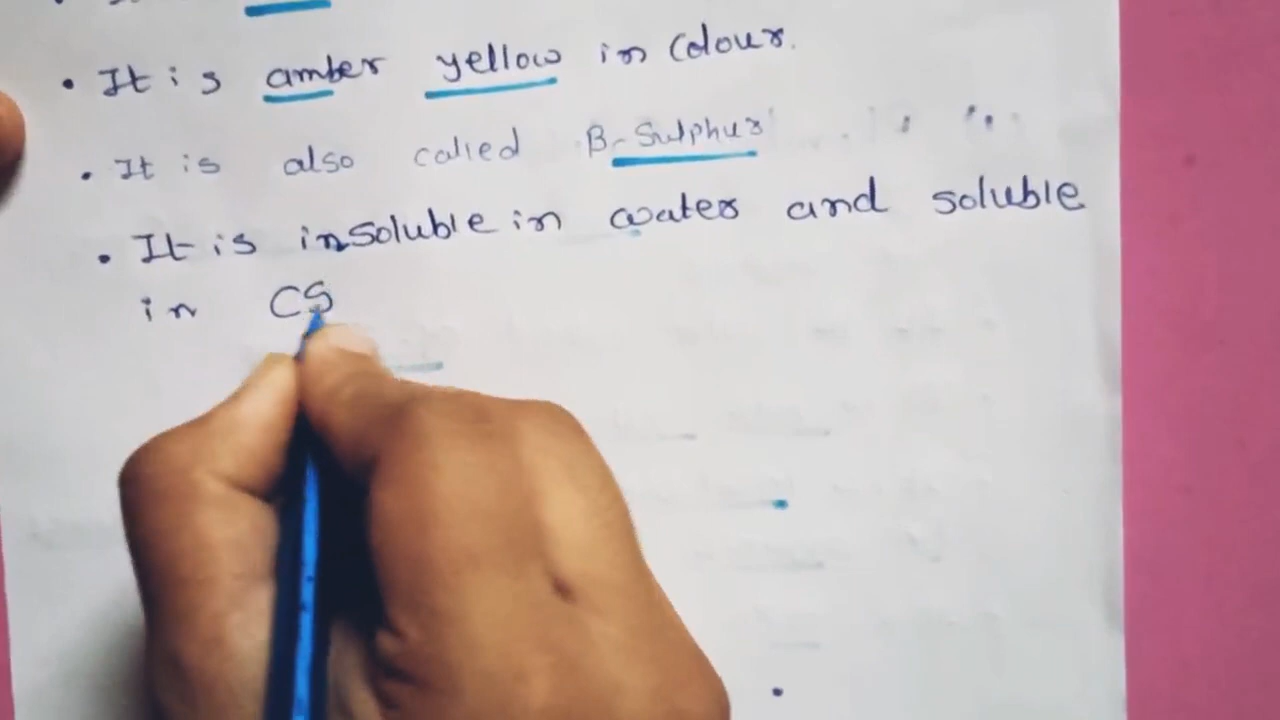 • It is amber yellow in Colour.
• It is also called β-Sulphur
• It is insoluble in water and soluble
in CS